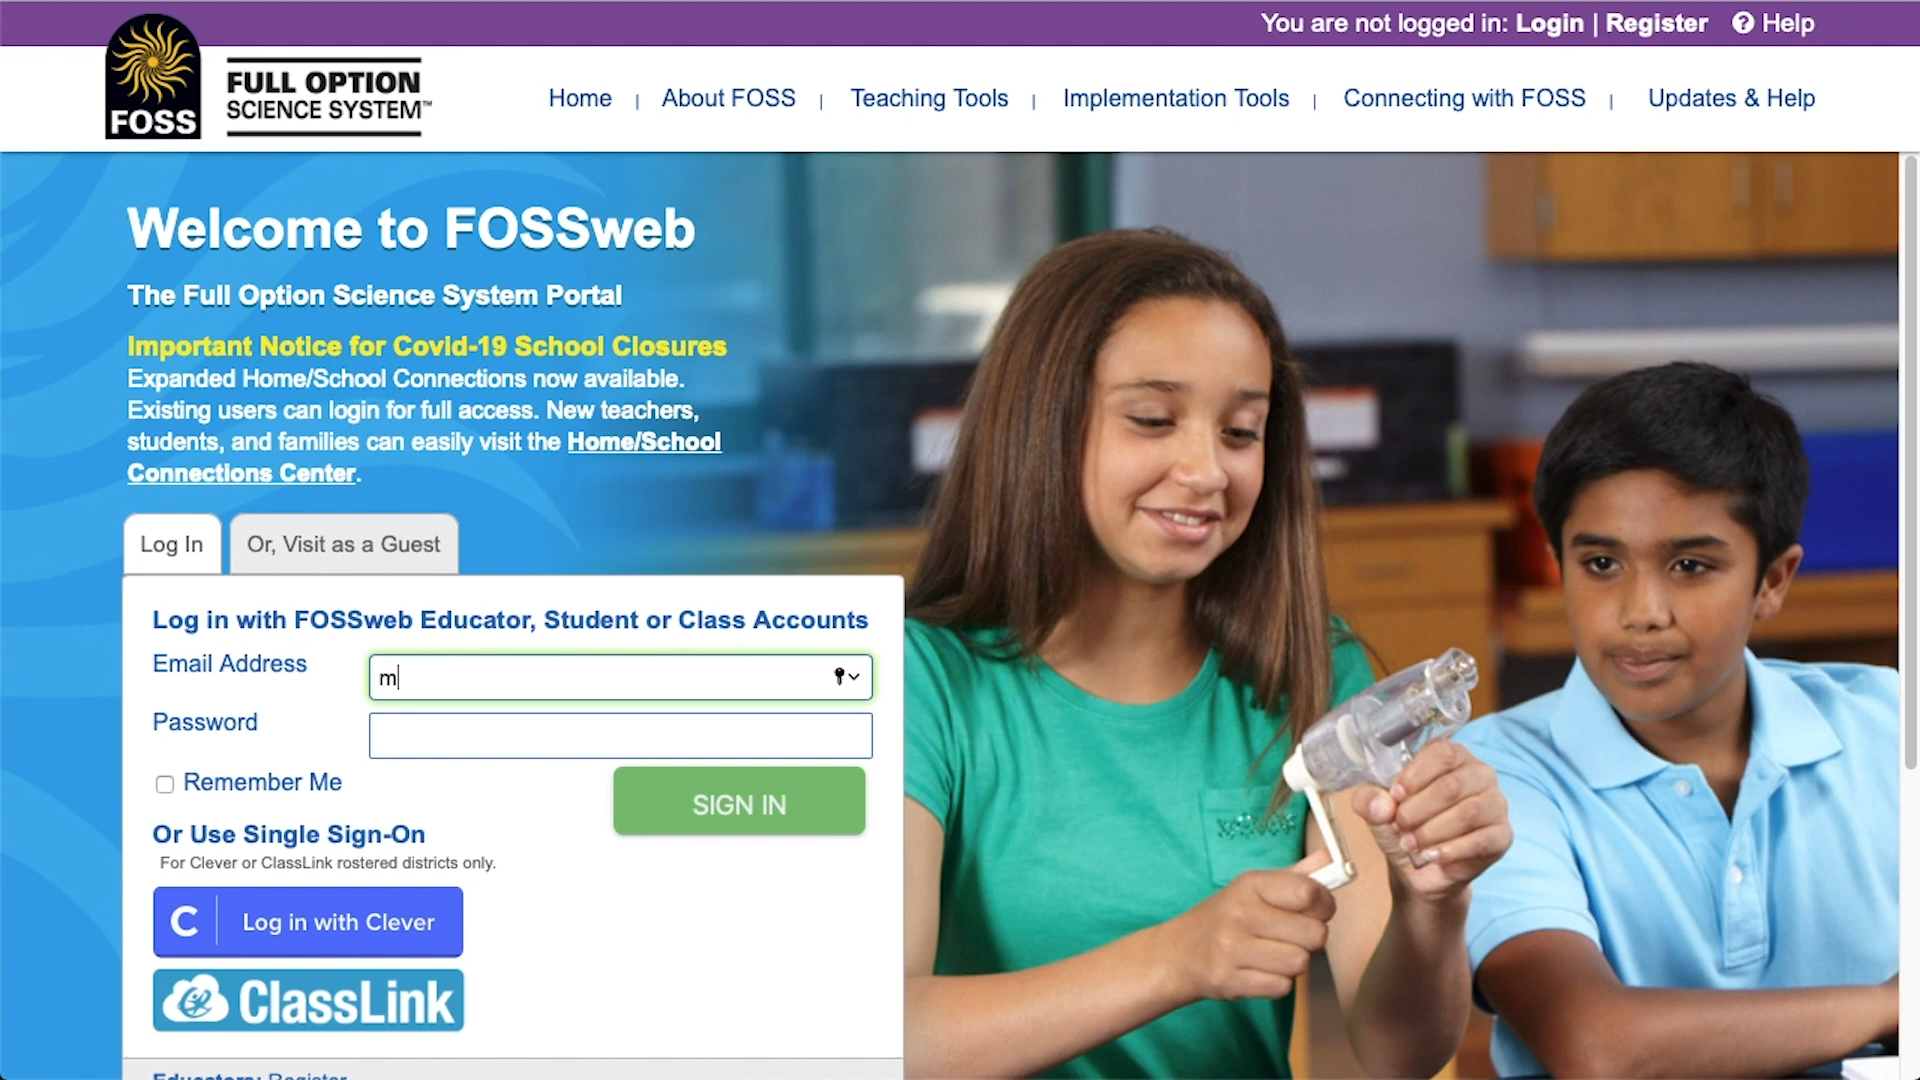 You are not logged in: Login | Register Help
FOSS
FULL OPTION
SCIENCE SYSTEM™
Home | About FOSS | Teaching Tools | Implementation Tools | Connecting with FOSS | Updates & Help
Welcome to FOSSweb
The Full Option Science System Portal
Important Notice for Covid-19 School Closures
Expanded Home/School Connections now available.
Existing users can login for full access. New teachers,
students, and families can easily visit the Home/School
Connections Center.
Log In
Or, Visit as a Guest
Log in with FOSSweb Educator, Student or Class Accounts
Email Address
m
Password
Remember Me
SIGN IN
Or Use Single Sign-On
For Clever or ClassLink rostered districts only.
C Log in with Clever
ClassLink
Educators: Register